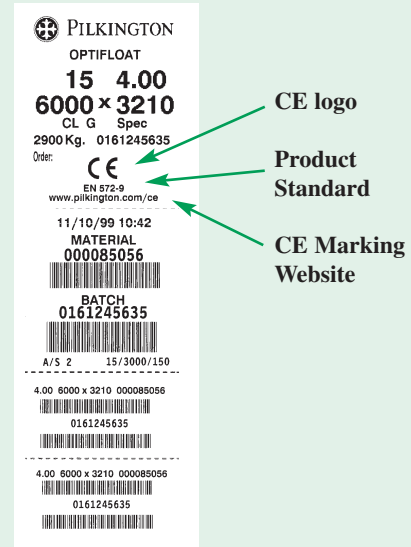 PILKINGTON
OPTIFLOAT
15 4.00
6000 x 3210
CL G Spec
2900 Kg. 0161245635
Order:
CE
EN 572-9
www.pilkington.com/ce
11/10/99 10:42
MATERIAL
000085056
BATCH
0161245635
A/S 2 15/3000/150
4.00 6000 x 3210 000085056
0161245635
4.00 6000 x 3210 000085056
0161245635
CE logo
Product
Standard
CE Marking
Website